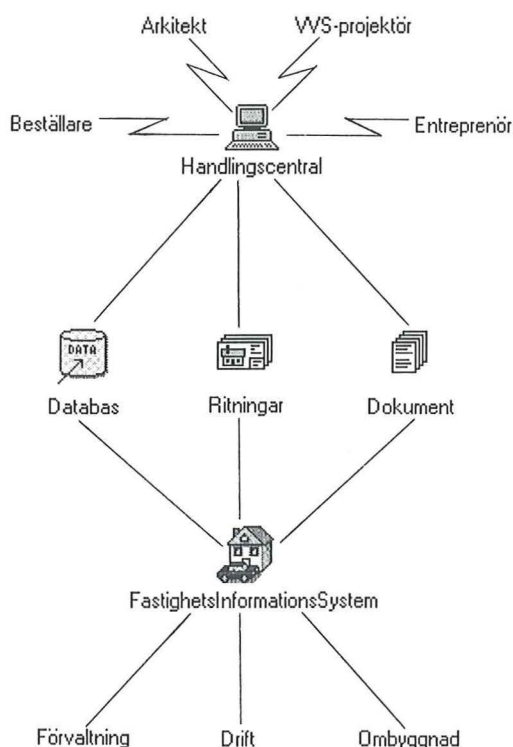 Arkitekt VVS-projektör
Beställare Entreprenör
Handlingscentral
DATA
Databas Ritningar Dokument
FastighetsInformationsSystem
Förvaltning Drift Ombyggnad